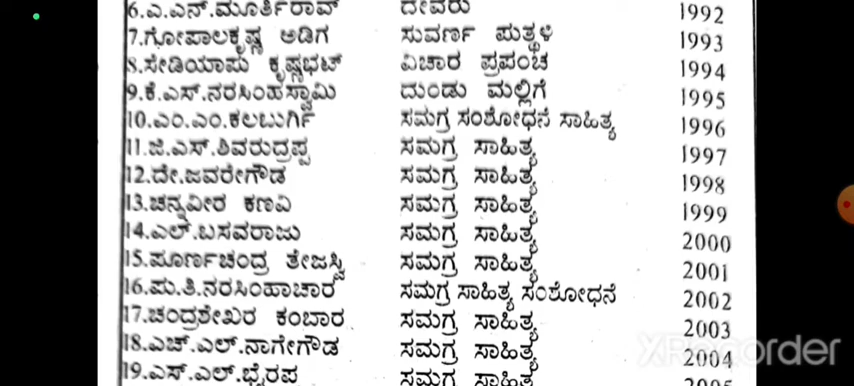 6.ಎ.ಎನ್.ಮೂರ್ತಿರಾವ್ ದೇವರು 1992
7.ಗೋಪಾಲಕೃಷ್ಣ ಅಡಿಗ ಸುವರ್ಣ ಪುತ್ಥಳಿ 1993
8.ಸೇಡಿಯಾಪು ಕೃಷ್ಣಭಟ್ ವಿಚಾರ ಪ್ರಪಂಚ 1994
9.ಕೆ.ಎಸ್.ನರಸಿಂಹಸ್ವಾಮಿ ದುಂಡು ಮಲ್ಲಿಗೆ 1995
10.ಎಂ.ಎಂ.ಕಲಬುರ್ಗಿ ಸಮಗ್ರ ಸಂಶೋಧನೆ ಸಾಹಿತ್ಯ 1996
11.ಜಿ.ಎಸ್.ಶಿವರುದ್ರಪ್ಪ ಸಮಗ್ರ ಸಾಹಿತ್ಯ 1997
12.ದೇ.ಜವರೇಗೌಡ ಸಮಗ್ರ ಸಾಹಿತ್ಯ 1998
13.ಚನ್ನವೀರ ಕಣವಿ ಸಮಗ್ರ ಸಾಹಿತ್ಯ 1999
14.ಎಲ್.ಬಸವರಾಜು ಸಮಗ್ರ ಸಾಹಿತ್ಯ 2000
15.ಪೂರ್ಣಚಂದ್ರ ತೇಜಸ್ವಿ ಸಮಗ್ರ ಸಾಹಿತ್ಯ 2001
16.ಪು.ತಿ.ನರಸಿಂಹಾಚಾರ ಸಮಗ್ರ ಸಾಹಿತ್ಯ ಸಂಶೋಧನೆ 2002
17.ಚಂದ್ರಶೇಖರ ಕಂಬಾರ ಸಮಗ್ರ ಸಾಹಿತ್ಯ 2003
18.ಎಚ್.ಎಲ್.ನಾಗೇಗೌಡ ಸಮಗ್ರ ಸಾಹಿತ್ಯ 2004
19.ಎಸ್.ಎಲ್.ಭೈರಪ ಸಮಗ್ರ ಸಾಹಿತ್ಯ 2005
XRecorder